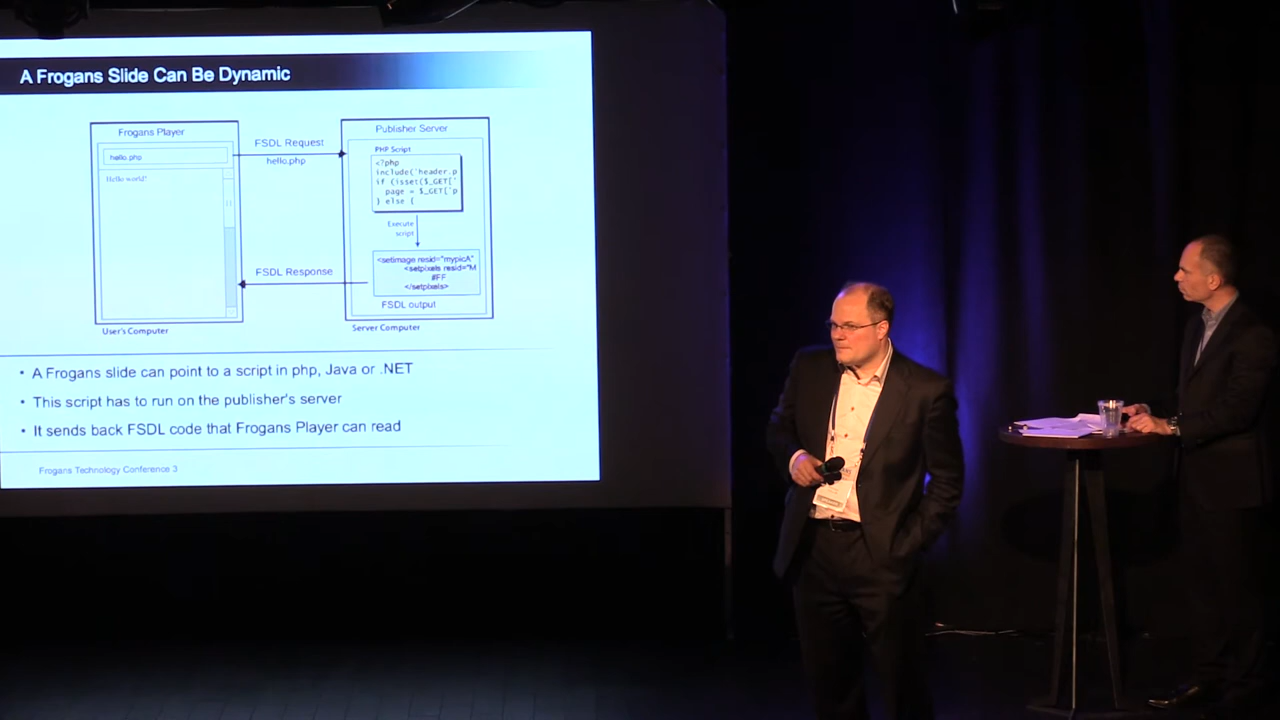 A Frogans Slide Can Be Dynamic
Frogans Player
hello.php
Hello world!
User's Computer
FSDL Request
hello.php
FSDL Response
Publisher Server
PHP Script
<?php
include('header.p
if (isset($_GET['
page = $_GET['p
} else {
Execute
script
<setimage resid="mypicA"
<setpixels resid="M
#FF
</setpixels>
FSDL output
Server Computer
• A Frogans slide can point to a script in php, Java or .NET
• This script has to run on the publisher's server
• It sends back FSDL code that Frogans Player can read
Frogans Technology Conference 3